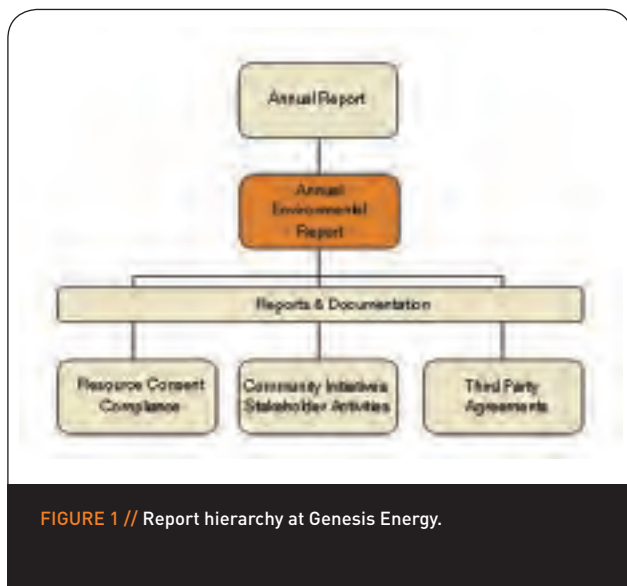 Annual Report
Annual
Environmental
Report
Reports & Documentation
Resource Consent
Compliance
Community Initiatives
Stakeholder Activities
Third Party
Agreements
FIGURE 1 // Report hierarchy at Genesis Energy.